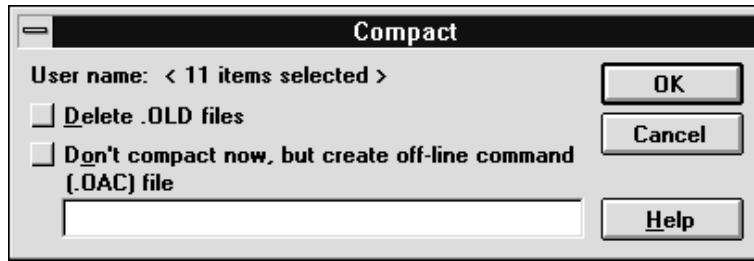 Compact
User name: < 11 items selected >
OK
Delete .OLD files
Cancel
Don't compact now, but create off-line command
(.OAC) file
Help